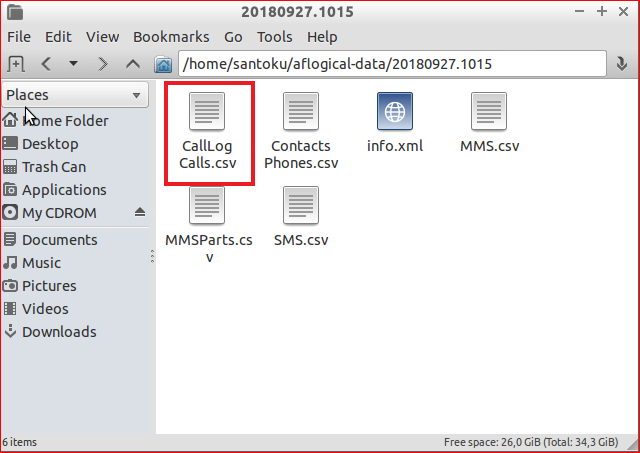 20180927.1015
File Edit View Bookmarks Go Tools Help
/home/santoku/aflogical-data/20180927.1015
Places
Home Folder
Desktop
Trash Can
Applications
My CDROM
Documents
Music
Pictures
Videos
Downloads
CallLog
Calls.csv
Contacts
Phones.csv
info.xml
MMS.csv
MMSParts.cs
v
SMS.csv
6 items
Free space: 26,0 GiB (Total: 34,3 GiB)